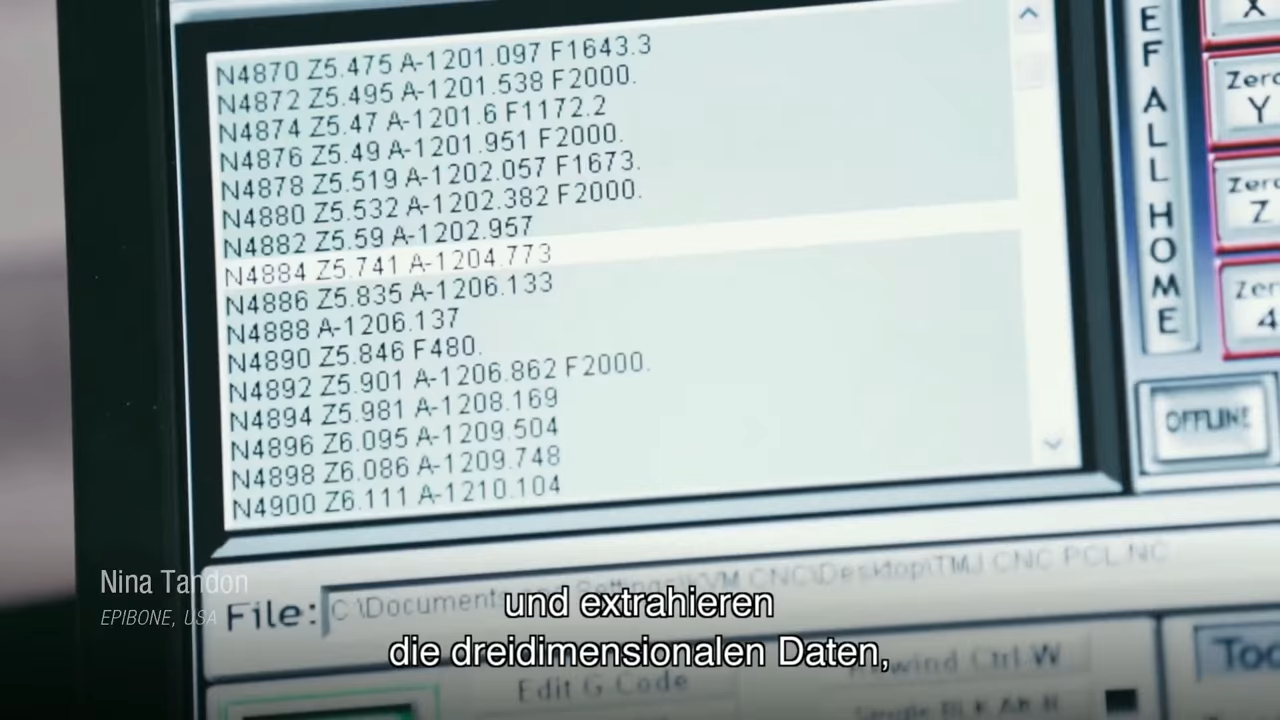 N4870 Z5.475 A-1201.097 F1643.3
N4872 Z5.495 A-1201.538 F2000.
N4874 Z5.47 A-1201.6 F1172.2
N4876 Z5.49 A-1201.951 F2000.
N4878 Z5.519 A-1202.057 F1673.
N4880 Z5.532 A-1202.382 F2000.
N4882 Z5.59 A-1202.957
N4884 Z5.741 A-1204.773
N4886 Z5.835 A-1206.133
N4888 A-1206.137
N4890 Z5.846 F480.
N4892 Z5.901 A-1206.862 F2000.
N4894 Z5.981 A-1208.169
N4896 Z6.095 A-1209.504
N4898 Z6.086 A-1209.748
N4900 Z6.111 A-1210.104
EF ALL HOME
X
Zero
Y
Zero
Z
Zer
4
OFFLINE
Nina Tandon
EPIBONE, USA
File:
und extrahieren
die dreidimensionalen Daten,
Edit G-Code
Ctrl-W
Too